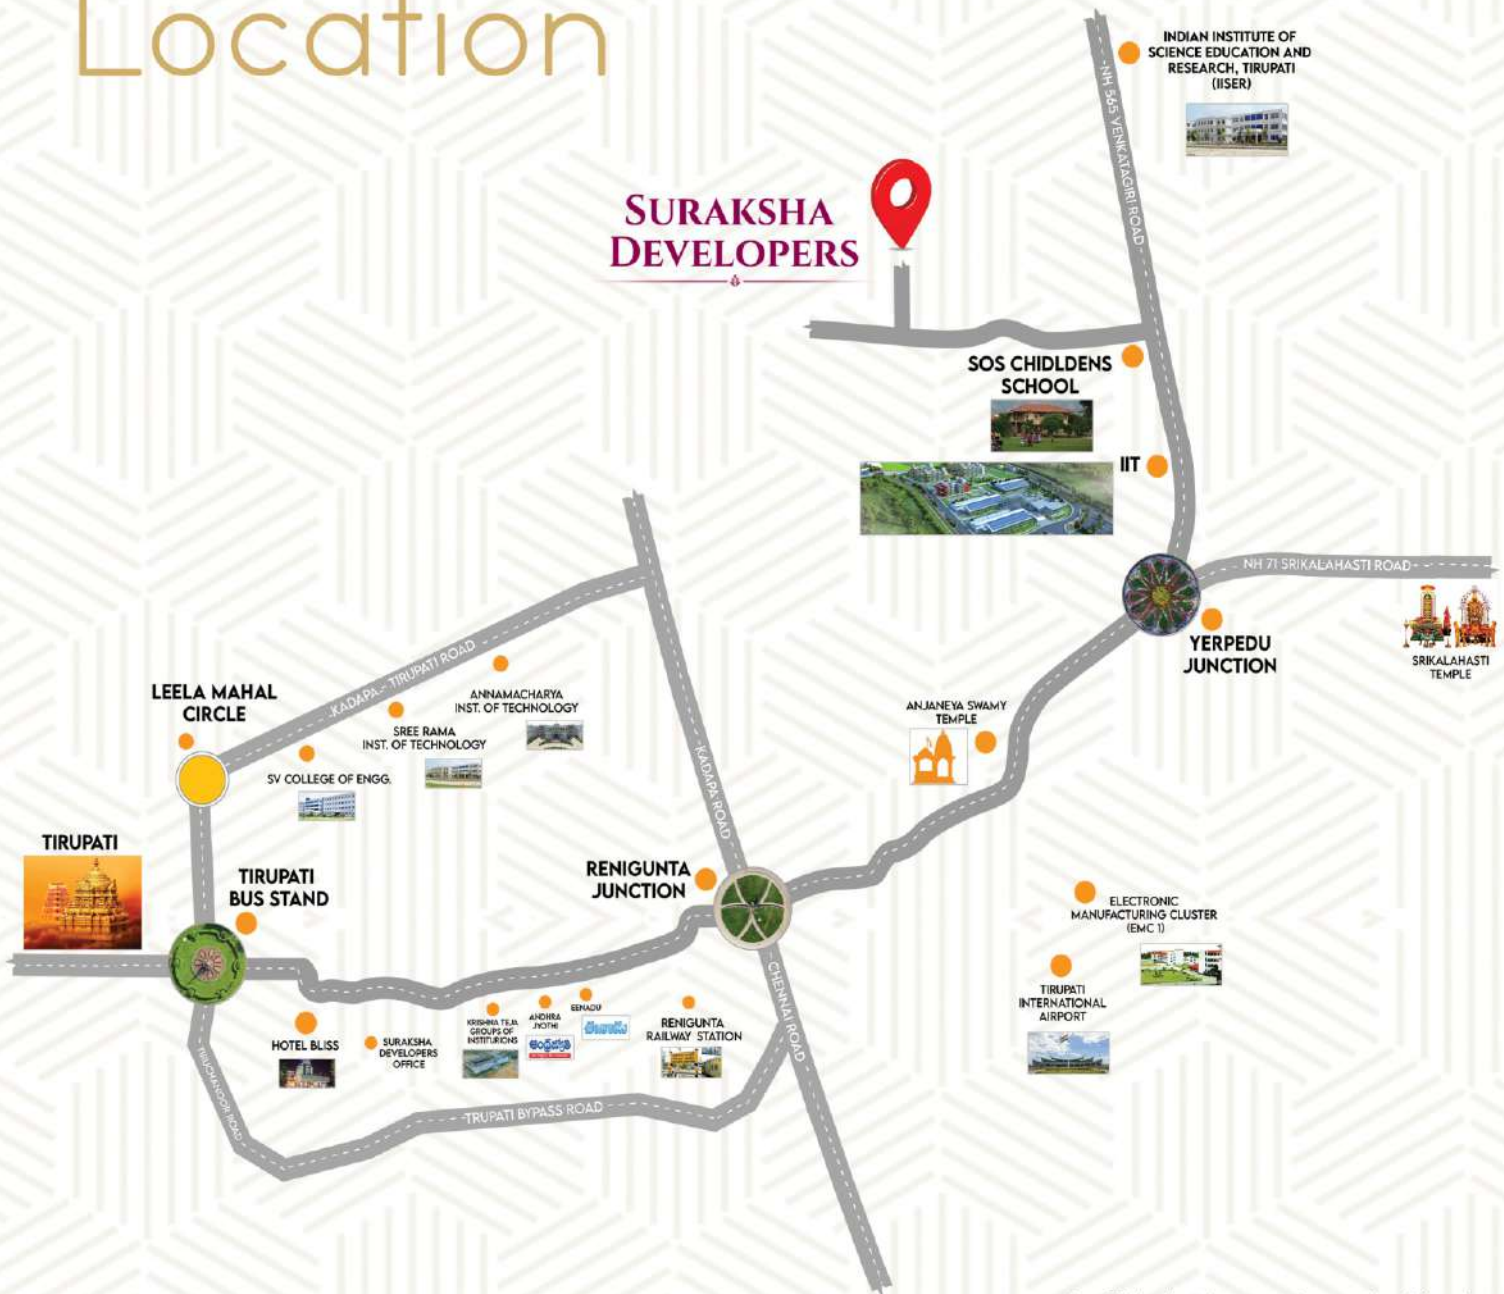 Location
INDIAN INSTITUTE OF
SCIENCE EDUCATION AND
RESEARCH, TIRUPATI
(IISER)
NH 565 VENKATAGIRI ROAD
SURAKSHA
DEVELOPERS
SOS CHIDLDENS
SCHOOL
IIT
NH 71 SRIKALAHASTI ROAD
YERPEDU
JUNCTION
SRIKALAHASTI
TEMPLE
KADAPA - TIRUPATI ROAD
LEELA MAHAL
CIRCLE
ANNAMACHARYA
INST. OF TECHNOLOGY
SREE RAMA
INST. OF TECHNOLOGY
SV COLLEGE OF ENGG.
ANJANEYA SWAMY
TEMPLE
KADAPA ROAD
TIRUPATI
TIRUPATI
BUS STAND
RENIGUNTA
JUNCTION
ELECTRONIC
MANUFACTURING CLUSTER
(EMC 1)
TIRUPATI
INTERNATIONAL
AIRPORT
CHENNAI ROAD
HOTEL BLISS
SURAKSHA
DEVELOPERS
OFFICE
KRISHNA TEJA
GROUPS OF
INSTITURIONS
ANDHRA
JYOTHI
ఆంధ్రజ్యోతి
EENADU
ఈనాడు
RENIGUNTA
RAILWAY STATION
TRUPATI BYPASS ROAD